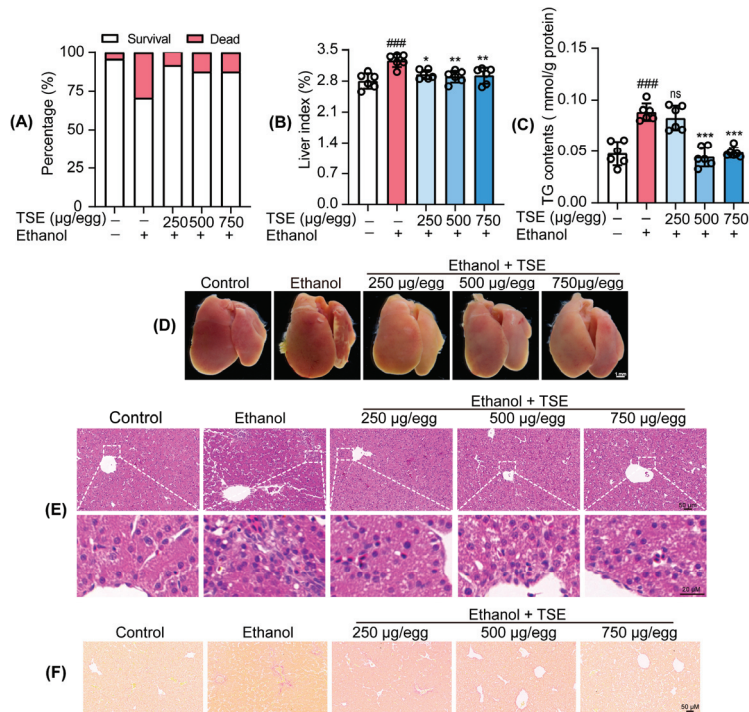 Survival Dead
100
75
50
25
0
Percentage (%)
(A)
TSE (µg/egg) – – 250 500 750
Ethanol – + + + +
3.5
2.8
2.1
1.4
0.7
0.0
Liver index (%)
(B)
### * ** **
TSE (µg/egg) – – 250 500 750
Ethanol – + + + +
0.15
0.10
0.05
0.00
TG contents ( mmol/g protein)
(C)
### ns *** ***
TSE (µg/egg) – – 250 500 750
Ethanol – + + + +
Ethanol + TSE
Control Ethanol 250 µg/egg 500 µg/egg 750µg/egg
(D)
Ethanol + TSE
Control Ethanol 250 µg/egg 500 µg/egg 750 µg/egg
(E)
50 µm
20 µm
Ethanol + TSE
Control Ethanol 250 µg/egg 500 µg/egg 750 µg/egg
(F)
50 µM